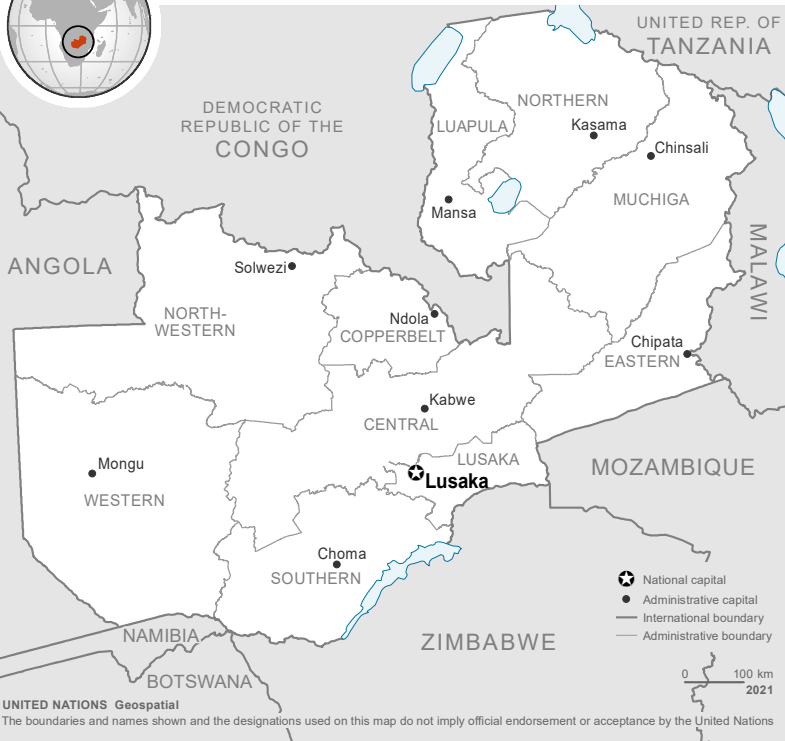 UNITED REP. OF
TANZANIA
DEMOCRATIC
REPUBLIC OF THE
CONGO
NORTHERN
LUAPULA
Kasama
Chinsali
MUCHIGA
Mansa
MALAWI
ANGOLA
Solwezi
NORTH-
WESTERN
Ndola
COPPERBELT
Chipata
EASTERN
Kabwe
CENTRAL
Mongu
WESTERN
LUSAKA
Lusaka
MOZAMBIQUE
Choma
SOUTHERN
NAMIBIA
ZIMBABWE
BOTSWANA
National capital
Administrative capital
International boundary
Administrative boundary
0 100 km
2021
UNITED NATIONS Geospatial
The boundaries and names shown and the designations used on this map do not imply official endorsement or acceptance by the United Nations